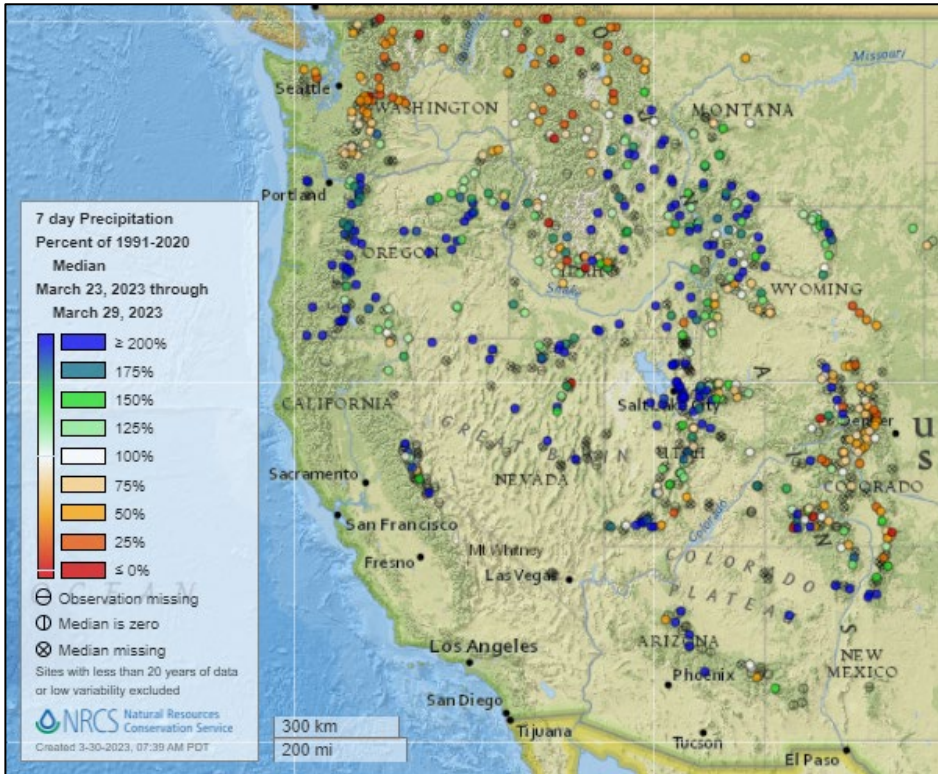 Seattle
WASHINGTON
MONTANA
Missouri
Portland
OREGON
IDAHO
Snake
WYOMING
7 day Precipitation
Percent of 1991-2020
Median
March 23, 2023 through
March 29, 2023
≥ 200%
175%
150%
125%
100%
75%
50%
25%
≤ 0%
Observation missing
Median is zero
Median missing
Sites with less than 20 years of data
or low variability excluded
NRCS Natural Resources
Conservation Service
Created 3-30-2023, 07:39 AM PDT
CALIFORNIA
Salt Lake City
GREAT BASIN
NEVADA
UTAH
Denver
COLORADO
U
S
Sacramento
San Francisco
Fresno
Mt Whitney
Las Vegas
Colorado
COLORADO
PLATEA
Los Angeles
ARIZONA
Phoenix
NEW
MEXICO
San Diego
Tijuana
Tucson
El Paso
300 km
200 mi